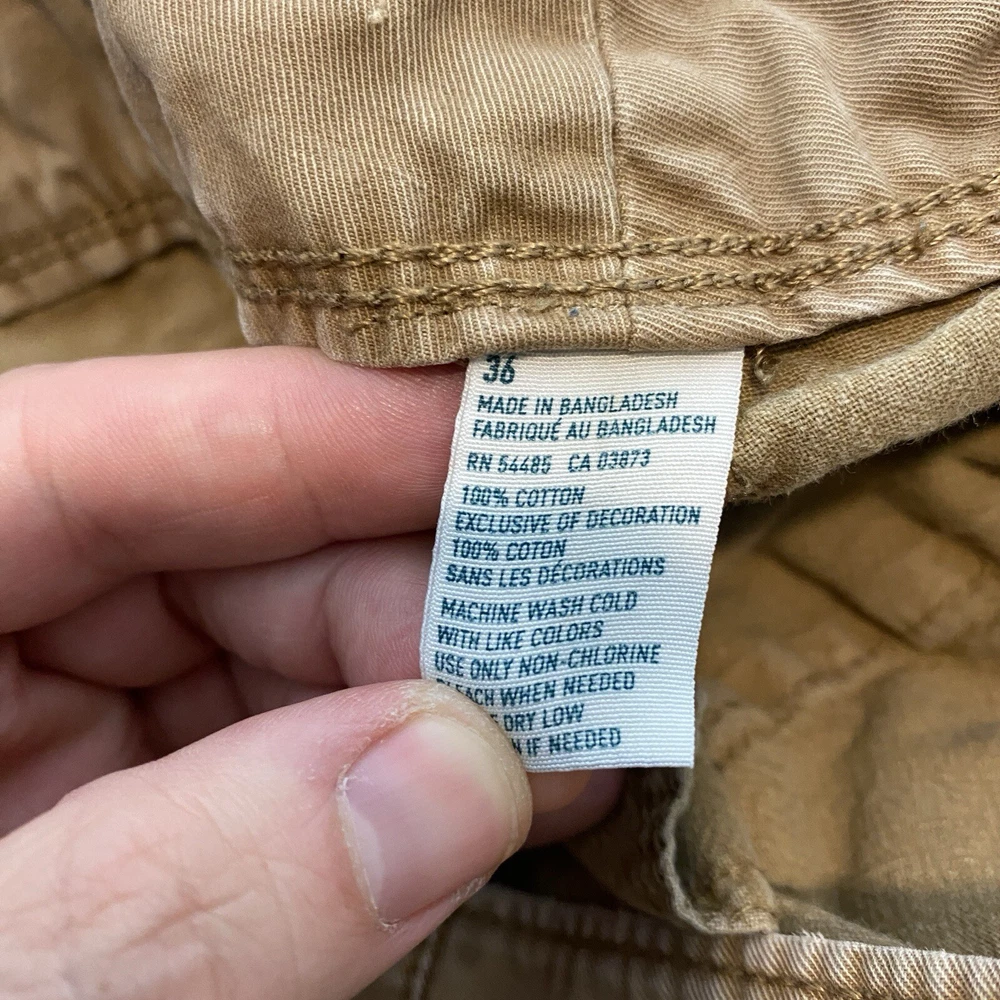 36
MADE IN BANGLADESH
FABRIQUÉ AU BANGLADESH
RN 54485 CA 03873
100% COTTON
EXCLUSIVE OF DECORATION
100% COTON
SANS LES DÉCORATIONS
MACHINE WASH COLD
WITH LIKE COLORS
USE ONLY NON-CHLORINE
WHEN NEEDED
DRY LOW
IF NEEDED